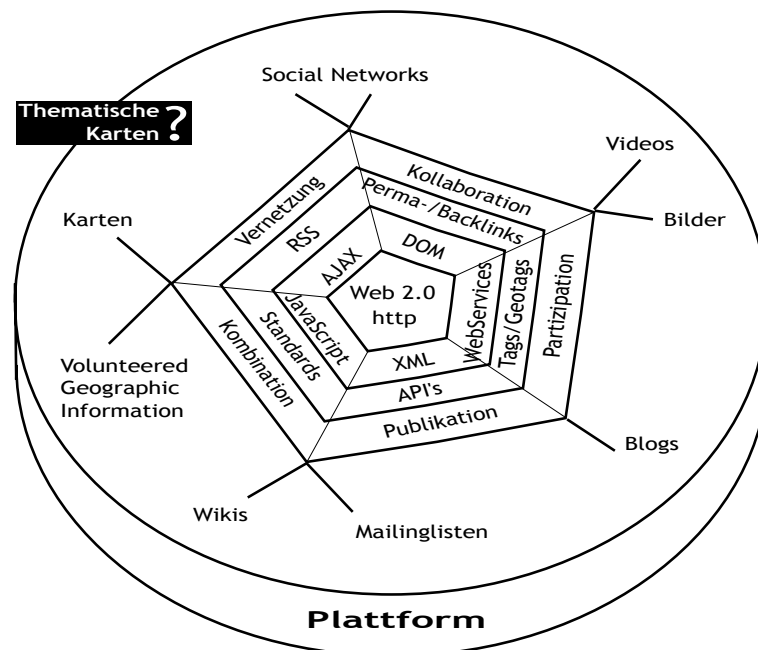 Social Networks
Thematische
Karten ?
Videos
Bilder
Karten
Volunteered
Geographic
Information
Wikis
Mailinglisten
Blogs
Vernetzung
Kollaboration
Partizipation
Publikation
Kombination
RSS
Perma-/Backlinks
Tags/Geotags
API's
Standards
AJAX
DOM
WebServices
XML
JavaScript
Web 2.0
http
Plattform